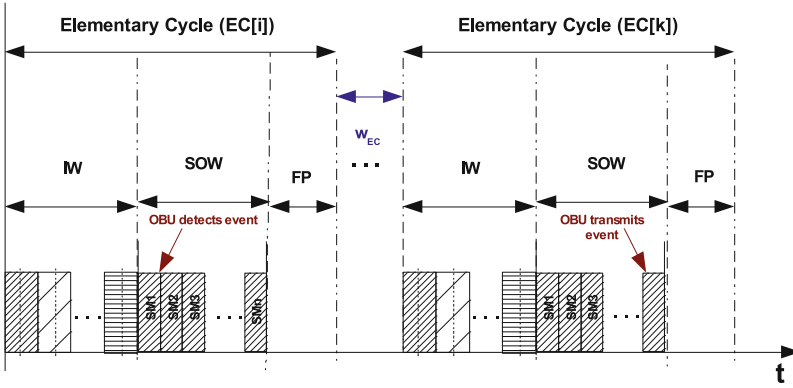 Elementary Cycle (EC[i])
Elementary Cycle (EC[k])
w_EC
...
IW
SOW
FP
IW
SOW
FP
OBU detects event
OBU transmits
event
...
SM1
SM2
SM3
...
SMn
...
SM1
SM2
SM3
...
t